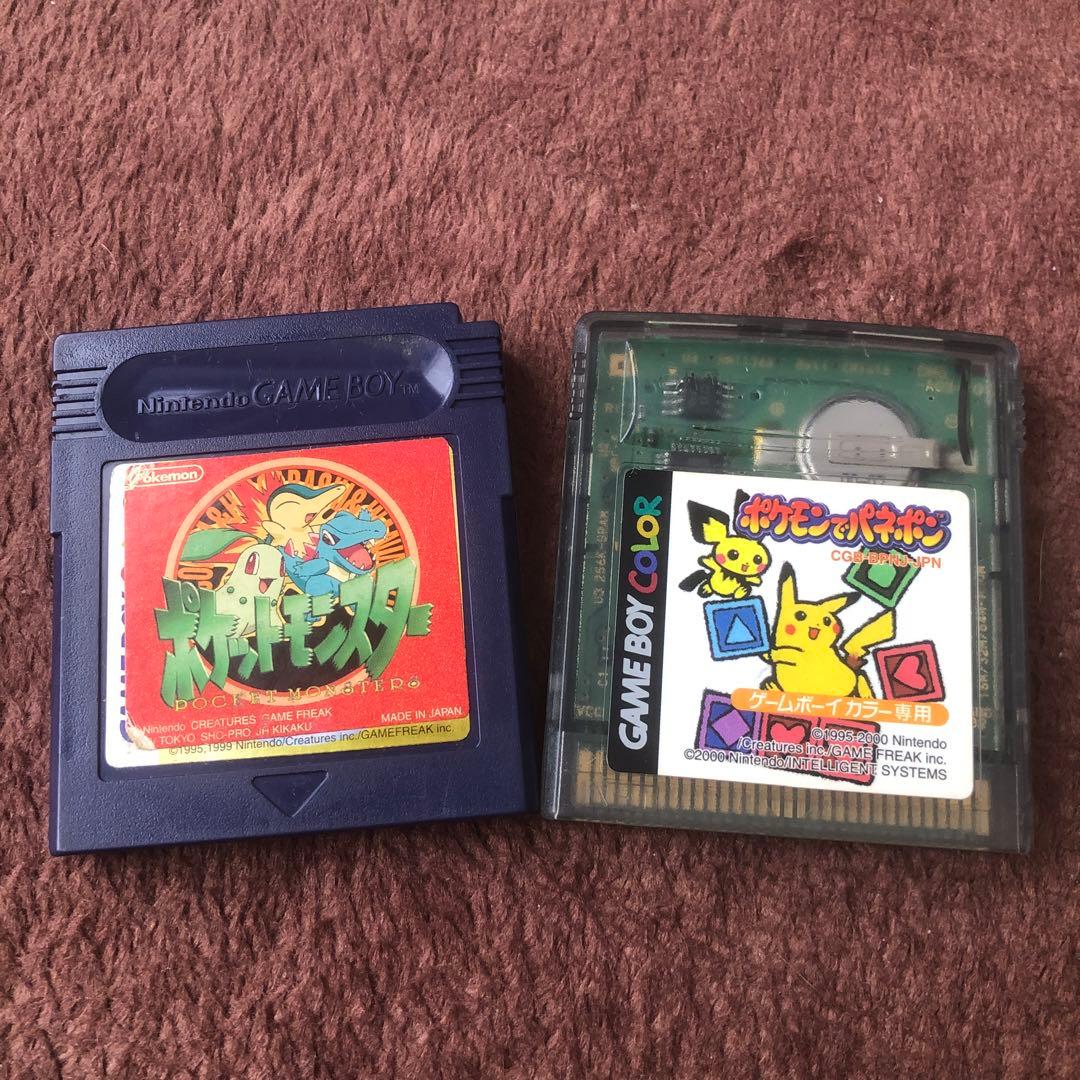 Nintendo GAME BOY™
Pokémon
ポケットモンスター
POCKET MONSTERS
Nintendo CREATURES GAME FREAK
TOKYO SHO-PRO JR KIKAKU
MADE IN JAPAN
©1995,1999 Nintendo/Creatures inc./GAMEFREAK inc.
GAME BOY COLOR
ポケモンでパネポン
CGB-BPNJ-JPN
ゲームボーイカラー専用
©1995-2000 Nintendo
/Creatures inc./GAME FREAK inc.
©2000 Nintendo/INTELLIGENT SYSTEMS